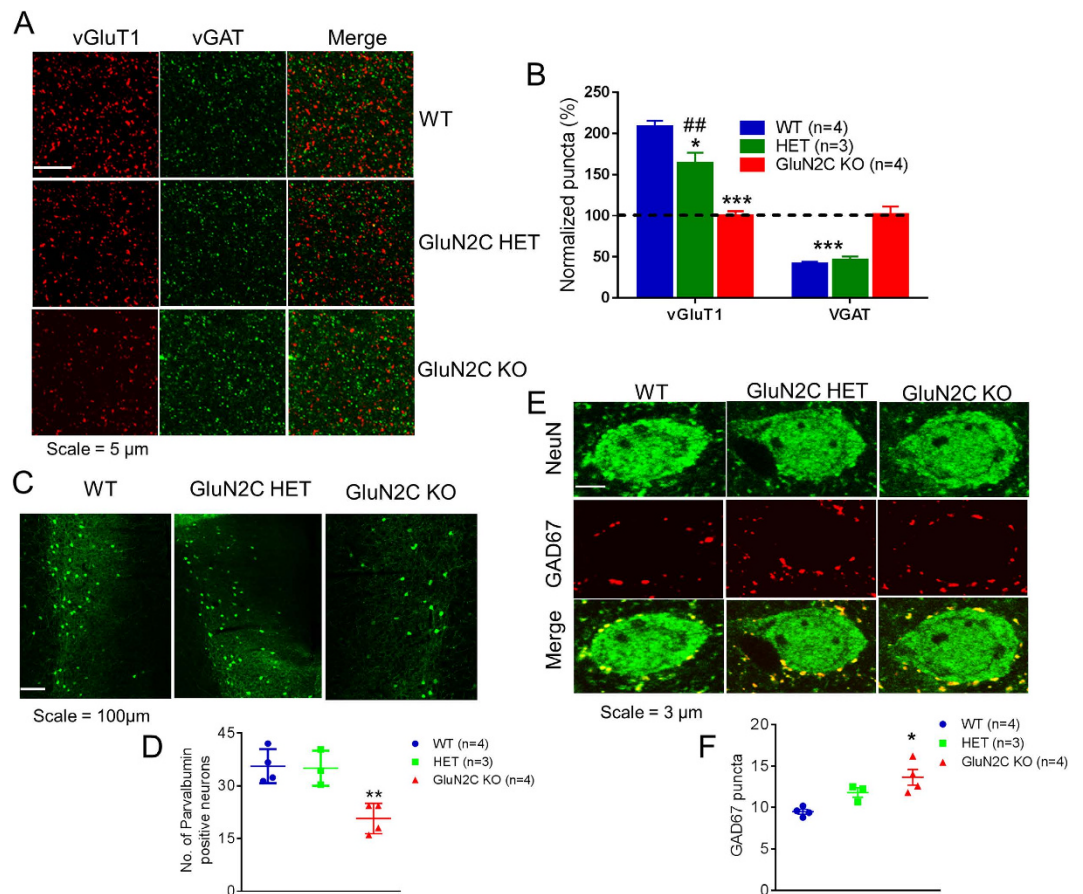 A
vGluT1 vGAT Merge
WT
GluN2C HET
GluN2C KO
Scale = 5 µm
B
Normalized puncta (%)
250
200
150
100
50
0
##
*
***
***
WT (n=4)
HET (n=3)
GluN2C KO (n=4)
vGluT1 VGAT
C
WT GluN2C HET GluN2C KO
Scale = 100µm
D
No. of Parvalbumin
positive neurons
45
30
15
0
**
WT (n=4)
HET (n=3)
GluN2C KO (n=4)
E
WT GluN2C HET GluN2C KO
NeuN
GAD67
Merge
Scale = 3 µm
F
GAD67 puncta
20
15
10
5
0
*
WT (n=4)
HET (n=3)
GluN2C KO (n=4)